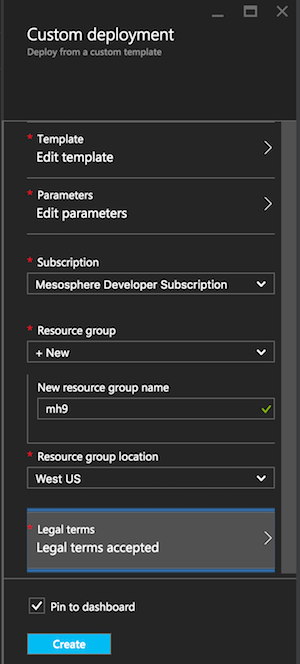 Custom deployment
Deploy from a custom template
* Template
Edit template
* Parameters
Edit parameters
* Subscription
Mesosphere Developer Subscription
* Resource group
+ New
New resource group name
mh9
* Resource group location
West US
* Legal terms
Legal terms accepted
Pin to dashboard
Create